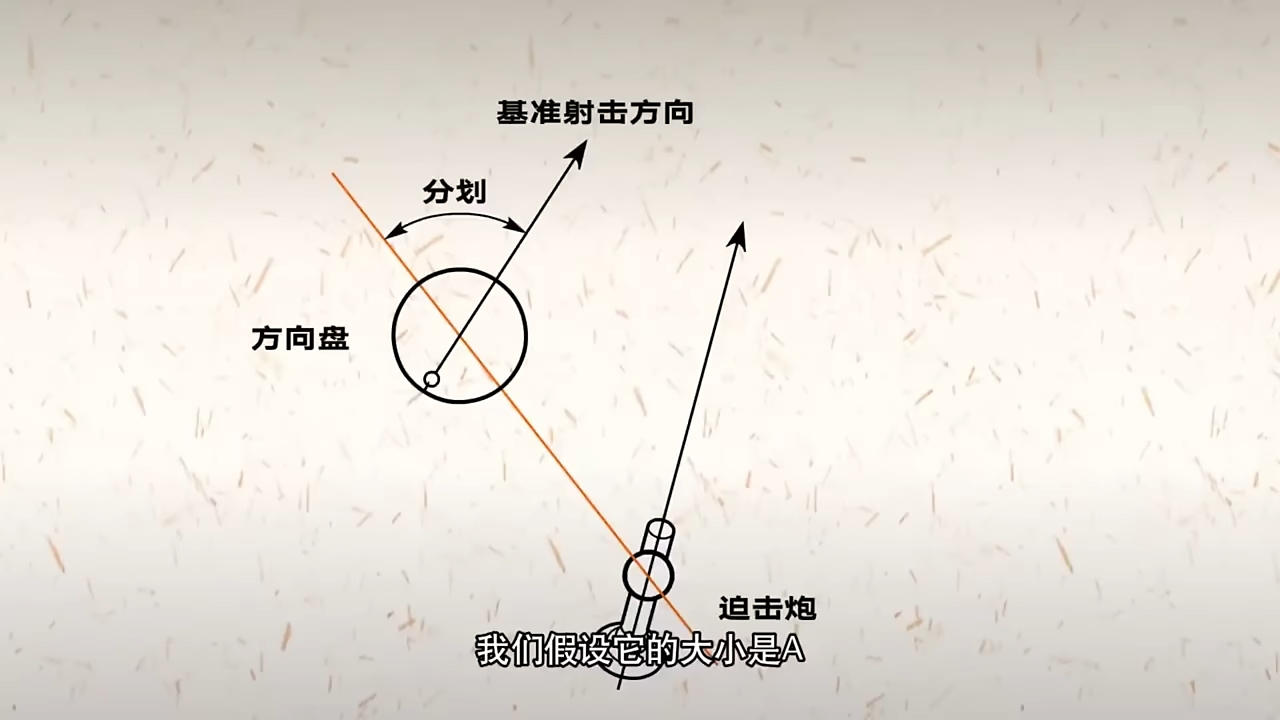 基准射击方向
分划
方向盘
迫击炮
我们假设它的大小是A